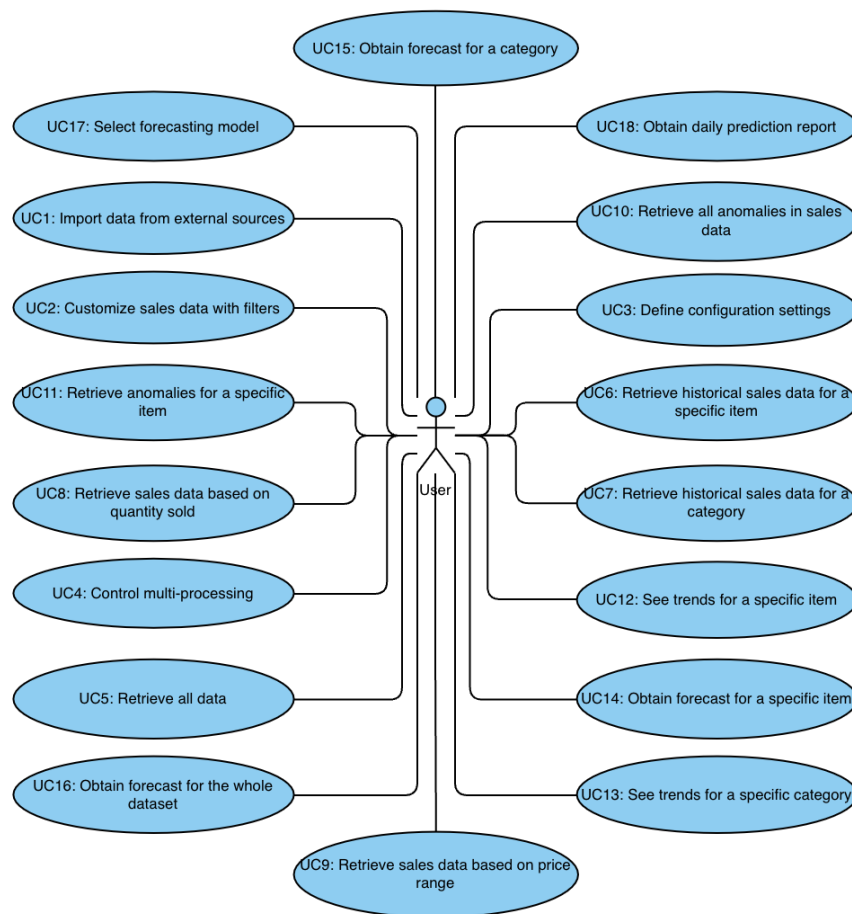 UC15: Obtain forecast for a category
UC17: Select forecasting model
UC18: Obtain daily prediction report
UC1: Import data from external sources
UC10: Retrieve all anomalies in sales
data
UC2: Customize sales data with filters
UC3: Define configuration settings
UC11: Retrieve anomalies for a specific
item
UC6: Retrieve historical sales data for a
specific item
User
UC8: Retrieve sales data based on
quantity sold
UC7: Retrieve historical sales data for a
category
UC4: Control multi-processing
UC12: See trends for a specific item
UC5: Retrieve all data
UC14: Obtain forecast for a specific item
UC16: Obtain forecast for the whole
dataset
UC13: See trends for a specific category
UC9: Retrieve sales data based on price
range